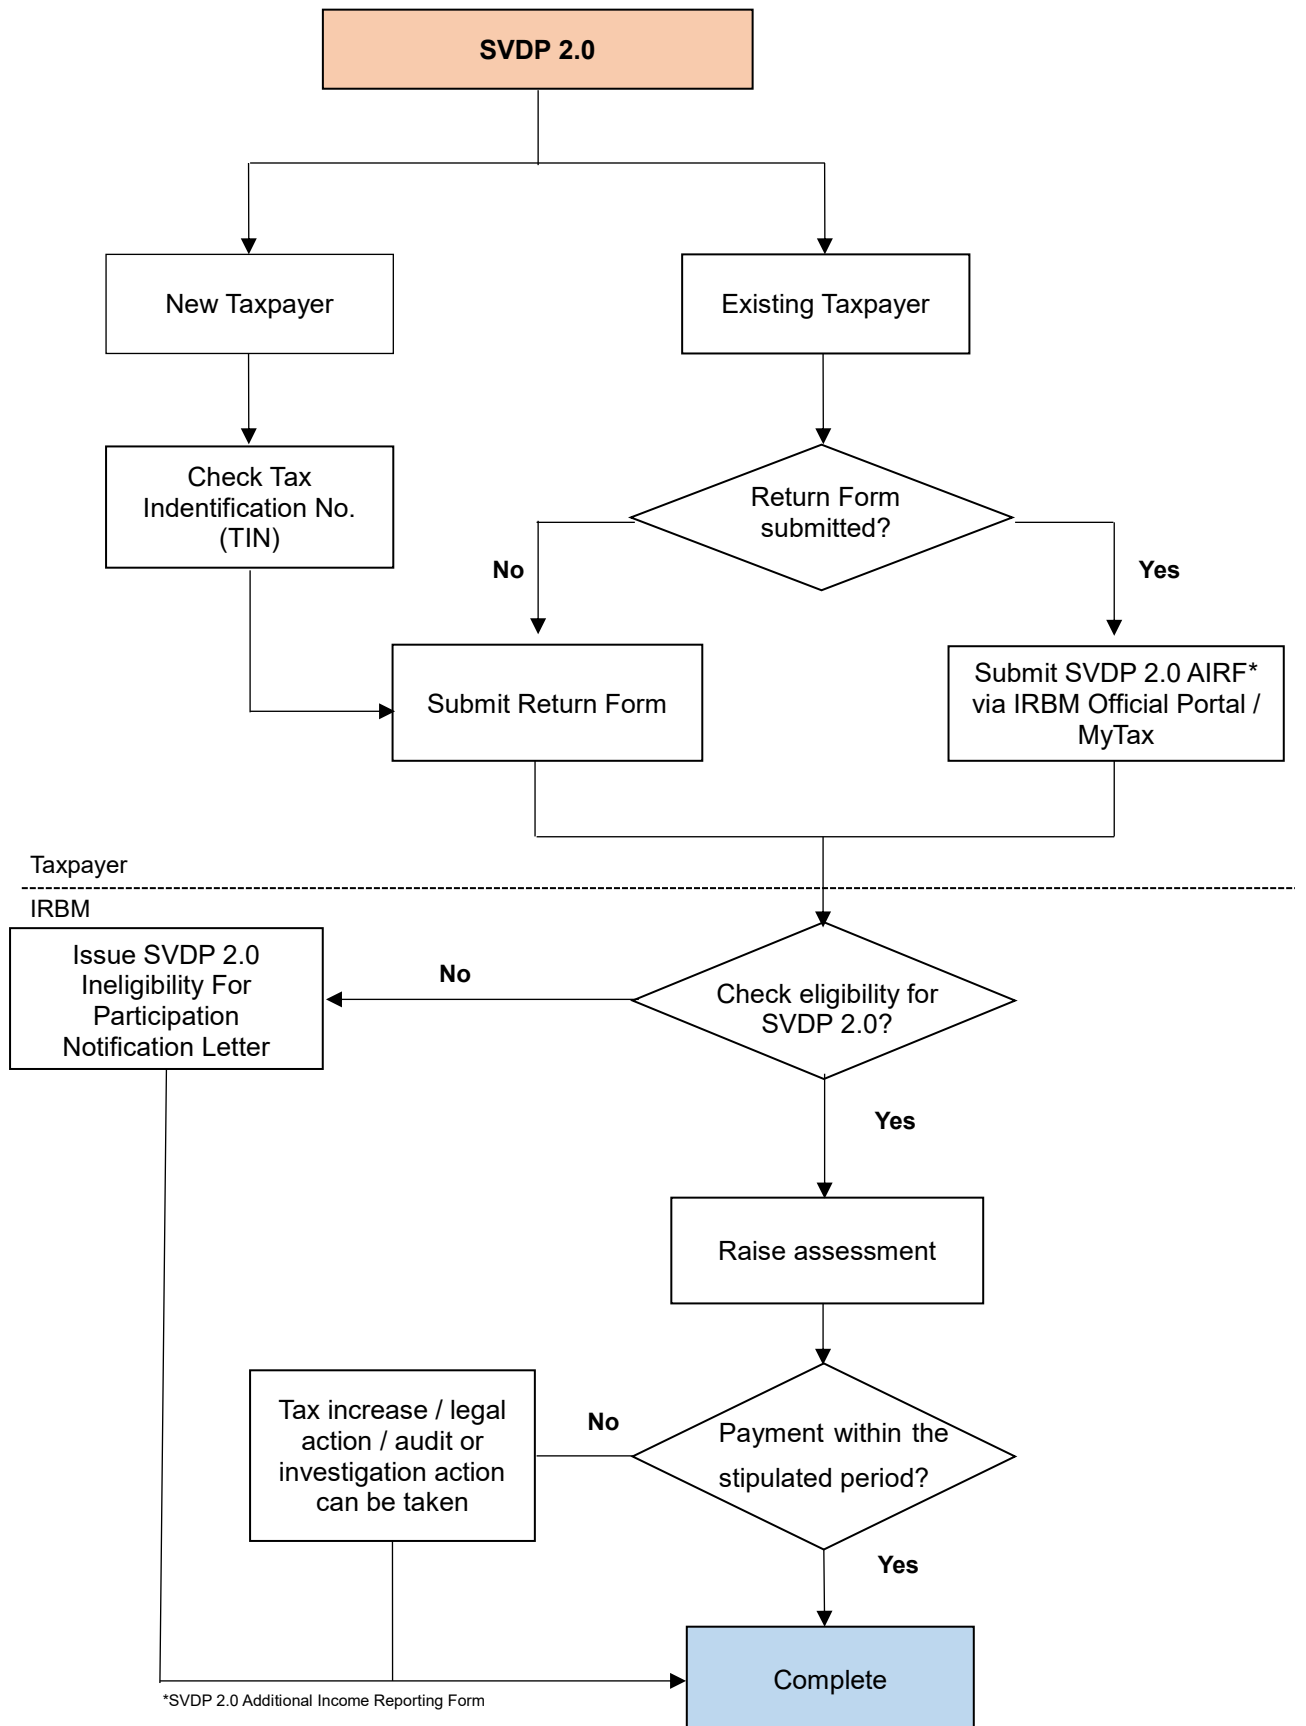 SVDP 2.0
New Taxpayer
Existing Taxpayer
Check Tax
Indentification No.
(TIN)
Return Form
submitted?
No
Yes
Submit Return Form
Submit SVDP 2.0 AIRF*
via IRBM Official Portal /
MyTax
Taxpayer
IRBM
Issue SVDP 2.0
Ineligibility For
Participation
Notification Letter
No
Check eligibility for
SVDP 2.0?
Yes
Raise assessment
Tax increase / legal
action / audit or
investigation action
can be taken
No
Payment within the
stipulated period?
Yes
Complete
*SVDP 2.0 Additional Income Reporting Form